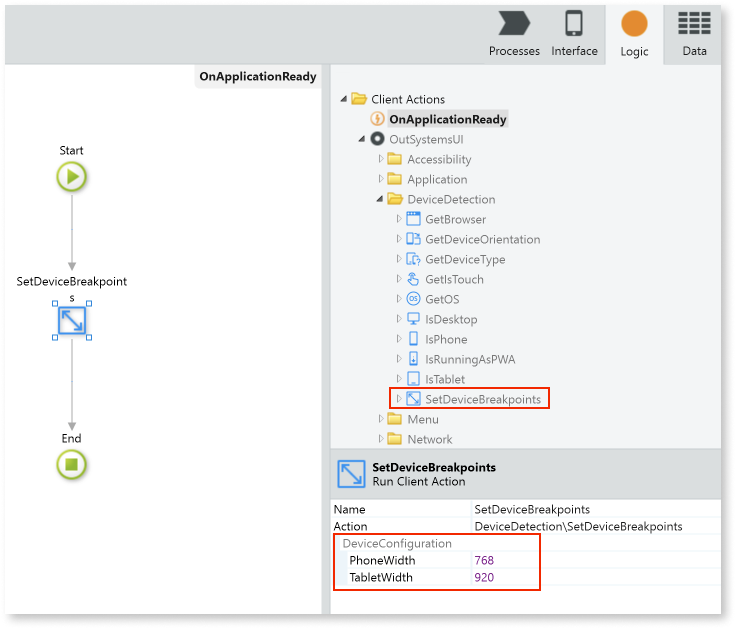 Processes
Interface
Logic
Data
OnApplicationReady
Start
SetDeviceBreakpoint
s
End
Client Actions
OnApplicationReady
OutSystemsUI
Accessibility
Application
DeviceDetection
GetBrowser
GetDeviceOrientation
GetDeviceType
GetIsTouch
OS GetOS
IsDesktop
IsPhone
IsRunningAsPWA
IsTablet
SetDeviceBreakpoints
Menu
Network
SetDeviceBreakpoints
Run Client Action
Name SetDeviceBreakpoints
Action DeviceDetection\SetDeviceBreakpoints
DeviceConfiguration
PhoneWidth 768
TabletWidth 920